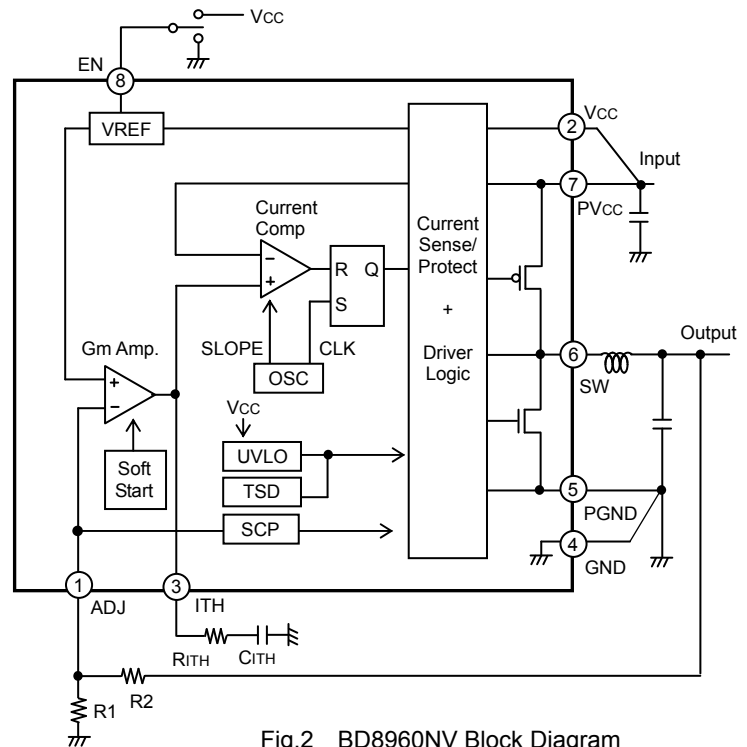 VCC
EN
8
VREF
VCC
2
Input
7
PVCC
Current
Comp
Current
Sense/
Protect
+
Driver
Logic
−
+
R Q
S
Gm Amp.
SLOPE
CLK
OSC
Output
6
SW
+
−
VCC
UVLO
Soft
Start
TSD
SCP
5
PGND
4
GND
1
ADJ
3
ITH
RITH
CITH
R2
R1
Fig.2 BD8960NV Block Diagram